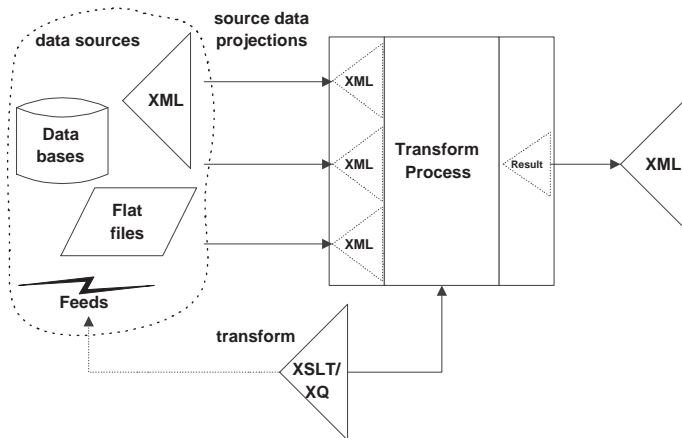 source data
projections
data sources
XML
Data
bases
Flat
files
Feeds
XML
XML
XML
Transform
Process
Result
XML
transform
XSLT/
XQ